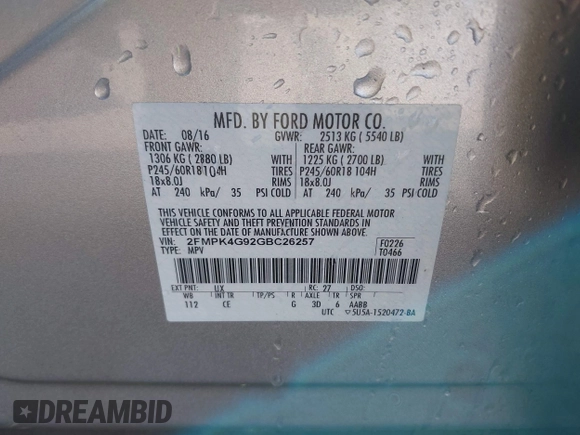 MFD. BY FORD MOTOR CO.
DATE: 08/16 GVWR: 2513 KG ( 5540 LB)
FRONT GAWR: REAR GAWR:
1306 KG ( 2880 LB) WITH 1225 KG ( 2700 LB) WITH
P245/60R18 104H TIRES P245/60R18 104H TIRES
18x8.0J RIMS 18x8.0J RIMS
AT 240 kPa/ 35 PSI COLD AT 240 kPa/ 35 PSI COLD
THIS VEHICLE CONFORMS TO ALL APPLICABLE FEDERAL MOTOR
VEHICLE SAFETY AND THEFT PREVENTION STANDARDS IN
EFFECT ON THE DATE OF MANUFACTURE SHOWN ABOVE.
VIN: 2FMPK4G92GBC26257 F0226
TYPE: MPV T0466
EXT PNT: UX RC: 27 DSO:
WB INT TR TP/PS R AXLE TR SPR
112 CE G 3D 6 AABB
UTC ▽5U5A-1520472-BA
DREAMBID